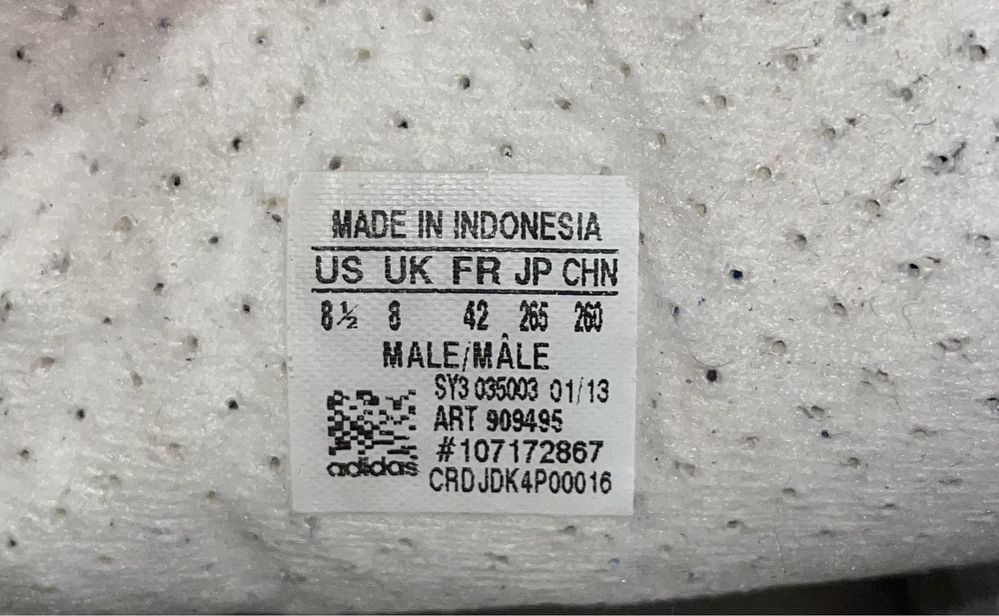 MADE IN INDONESIA
US UK FR JP CHN
8½ 8 42 265 260
MALE/MÂLE
SY3 035003 01/13
ART 909495
#107172867
adidas CRDJDK4P00016